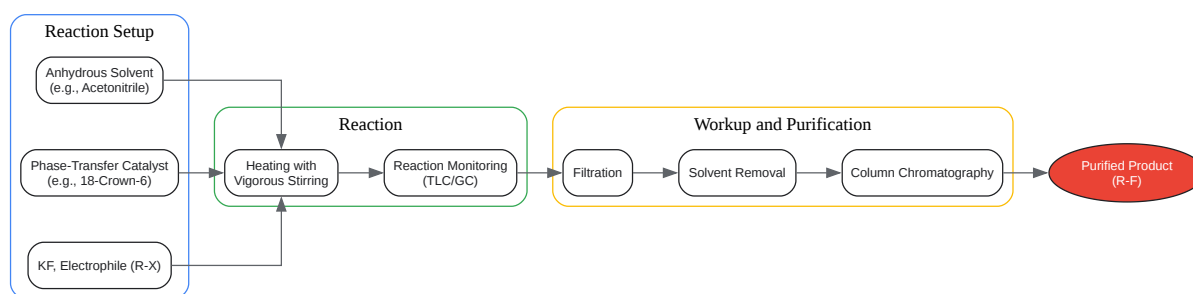 Reaction Setup
Anhydrous Solvent
(e.g., Acetonitrile)
Phase-Transfer Catalyst
(e.g., 18-Crown-6)
KF, Electrophile (R-X)
Reaction
Heating with
Vigorous Stirring
Reaction Monitoring
(TLC/GC)
Workup and Purification
Filtration
Solvent Removal
Column Chromatography
Purified Product
(R-F)